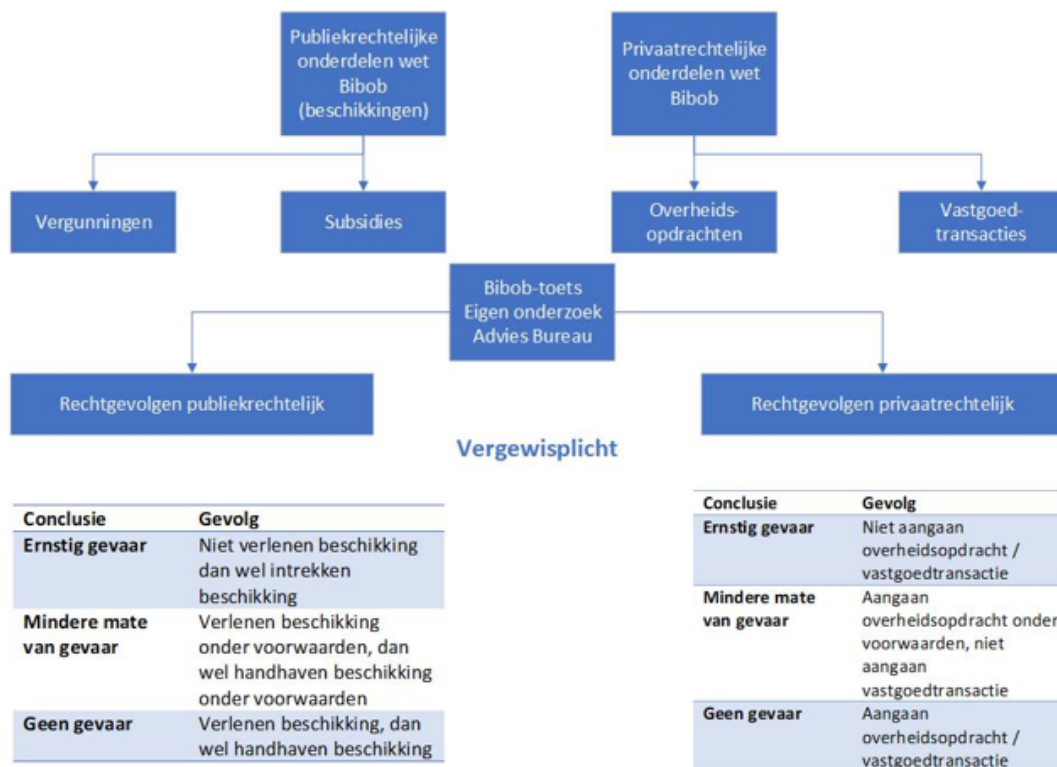 Publiekrechtelijke
onderdelen wet
Bibob
(beschikkingen)
Privaatrechtelijke
onderdelen wet
Bibob
Vergunningen
Subsidies
Overheids-
opdrachten
Vastgoed-
transacties
Bibob-toets
Eigen onderzoek
Advies Bureau
Rechtgevolgen publiekrechtelijk
Rechtgevolgen privaatrechtelijk
Vergewisplicht
Conclusie Gevolg
Ernstig gevaar Niet verlenen beschikking
dan wel intrekken
beschikking
Mindere mate Verlenen beschikking
van gevaar onder voorwaarden, dan
wel handhaven beschikking
onder voorwaarden
Geen gevaar Verlenen beschikking, dan
wel handhaven beschikking
Conclusie Gevolg
Ernstig gevaar Niet aangaan
overheidsopdracht /
vastgoedtransactie
Mindere mate Aangaan
van gevaar overheidsopdracht onder
voorwaarden, niet
aangaan
vastgoedtransactie
Geen gevaar Aangaan
overheidsopdracht /
vastgoedtransactie